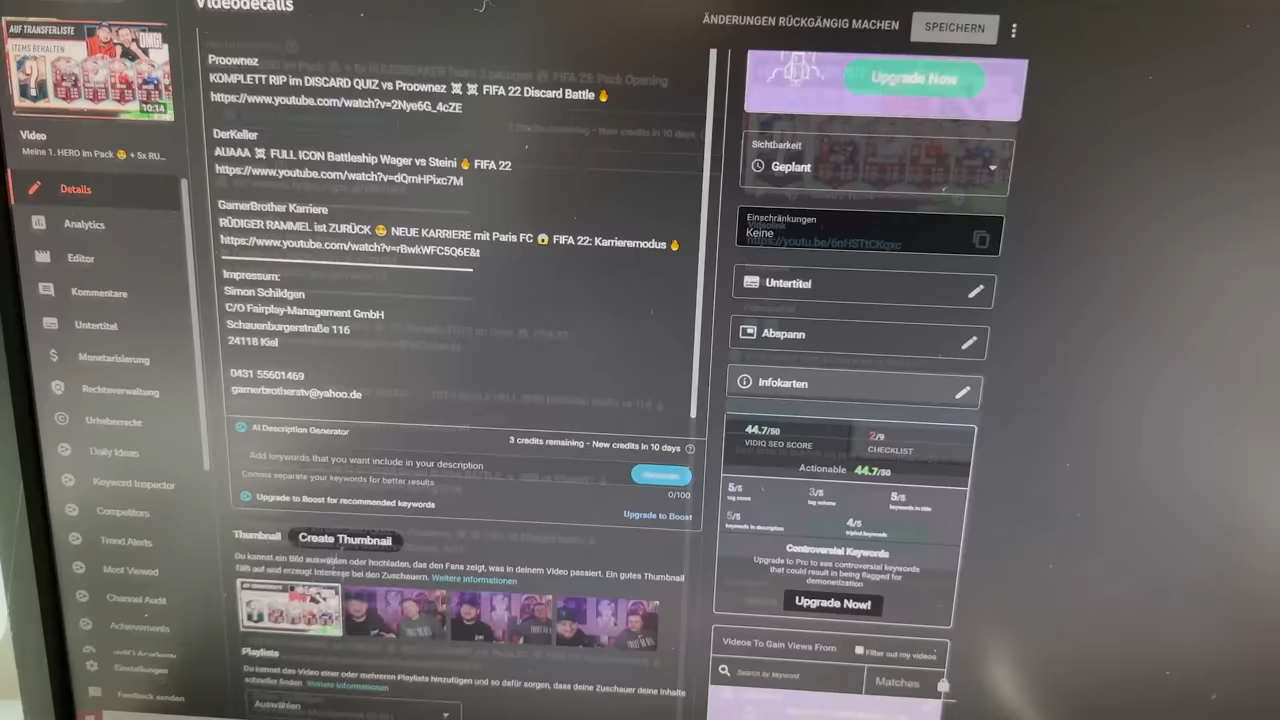 Videodetails
ÄNDERUNGEN RÜCKGÄNGIG MACHEN
SPEICHERN
AUF TRANSFERLISTE
ITEMS BEHALTEN
OMG!
10:14
Video
Meine 1. HERO im Pack 🤩 + 5x RU...
Details
Analytics
Editor
Kommentare
Untertitel
Monetarisierung
Rechteverwaltung
Urheberrecht
Daily Ideas
Keyword Inspector
Competitors
Trend Alerts
Most Viewed
Channel Audit
Achievements
vidIQ Academy
Einstellungen
Feedback senden
Proownez
KOMPLETT RIP im DISCARD QUIZ vs Proownez ☠️ ☠️ FIFA 22 Discard Battle 🔥
https://www.youtube.com/watch?v=2Nye6G_4cZE
DerKeller
AUAAA ☠️ FULL ICON Battleship Wager vs Steini 🔥 FIFA 22
https://www.youtube.com/watch?v=dQmHPixc7M
GamerBrother Karriere
RÜDIGER RAMMEL ist ZURÜCK 🤩 NEUE KARRIERE mit Paris FC 😱 FIFA 22: Karrieremodus 🔥
https://www.youtube.com/watch?v=rBwkWFC5Q6E&t
Impressum:
Simon Schildgen
C/O Fairplay-Management GmbH
Schauenburgerstraße 116
24118 Kiel
0431 55601469
gamerbrotherstv@yahoo.de
AI Description Generator
3 credits remaining - New credits in 10 days
Add keywords that you want include in your description
Comma separate your keywords for better results
0/100
Upgrade to Boost for recommended keywords
Upgrade to Boost
Thumbnail
Create Thumbnail
Du kannst ein Bild auswählen oder hochladen, das den Fans zeigt, was in deinem Video passiert. Ein gutes Thumbnail
fällt auf und erzeugt Interesse bei den Zuschauern. Weitere Informationen
Playlists
Du kannst das Video einer oder mehreren Playlists hinzufügen und so dafür sorgen, dass deine Zuschauer deine Inhalte
schneller finden. Weitere Informationen
Auswählen
Upgrade Now
Sichtbarkeit
Geplant
Einschränkungen
Keine
Videolink
Untertitel
Abspann
Infokarten
44.7/50
VIDIQ SEO SCORE
2/9
CHECKLIST
Actionable 44.7/50
5/5
tag count
3/5
tag volume
5/5
keywords in title
5/5
keywords in description
4/5
tripled keywords
Controversial Keywords
Upgrade to Pro to see controversial keywords
that could result in being flagged for
demonetization
Upgrade Now!
Videos To Gain Views From
Filter out my videos
Search by keyword
Matches